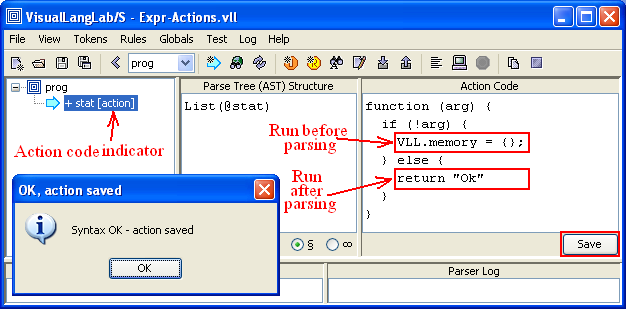 VisualLangLab/S - Expr-Actions.vll
File Tokens Rules Globals Test Log Help
prog
Parse Tree (AST) Structure
Action Code
prog
+ stat [action]
Action code indicator
List(@stat)
function (arg) {
if (!arg) {
VLL.memory = {};
} else {
return "Ok"
}
}
Run before
parsing
Run
after
parsing
OK, action saved
Syntax OK - action saved
OK
§ ∞
Save
Parser Log